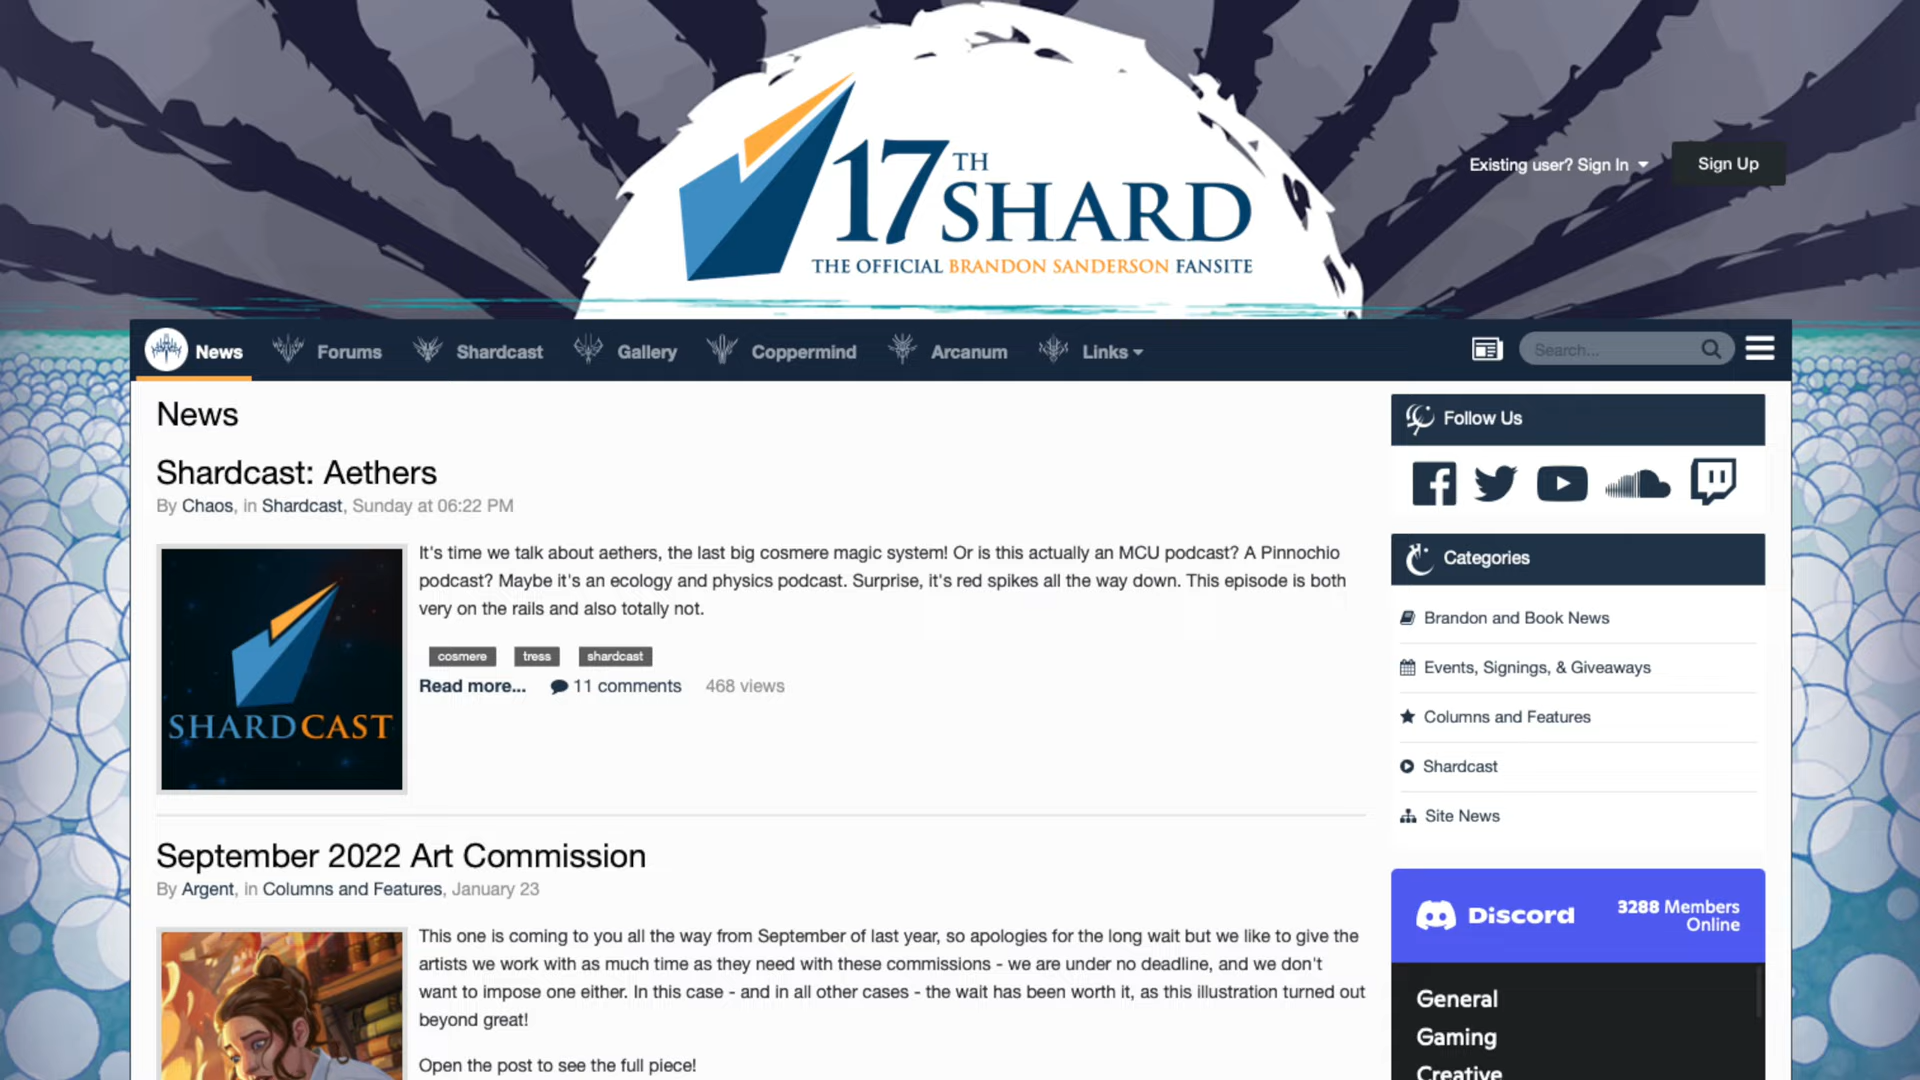 17TH SHARD
THE OFFICIAL BRANDON SANDERSON FANSITE
Existing user? Sign In
Sign Up
News
Forums
Shardcast
Gallery
Coppermind
Arcanum
Links
Search...
News
Shardcast: Aethers
By Chaos, in Shardcast, Sunday at 06:22 PM
SHARDCAST
It's time we talk about aethers, the last big cosmere magic system! Or is this actually an MCU podcast? A Pinnochio
podcast? Maybe it's an ecology and physics podcast. Surprise, it's red spikes all the way down. This episode is both
very on the rails and also totally not.
cosmere
tress
shardcast
Read more...
11 comments
468 views
September 2022 Art Commission
By Argent, in Columns and Features, January 23
This one is coming to you all the way from September of last year, so apologies for the long wait but we like to give the
artists we work with as much time as they need with these commissions - we are under no deadline, and we don't
want to impose one either. In this case - and in all other cases - the wait has been worth it, as this illustration turned out
beyond great!
Open the post to see the full piece!
Follow Us
Categories
Brandon and Book News
Events, Signings, & Giveaways
Columns and Features
Shardcast
Site News
Discord
3288 Members
Online
General
Gaming
Creative